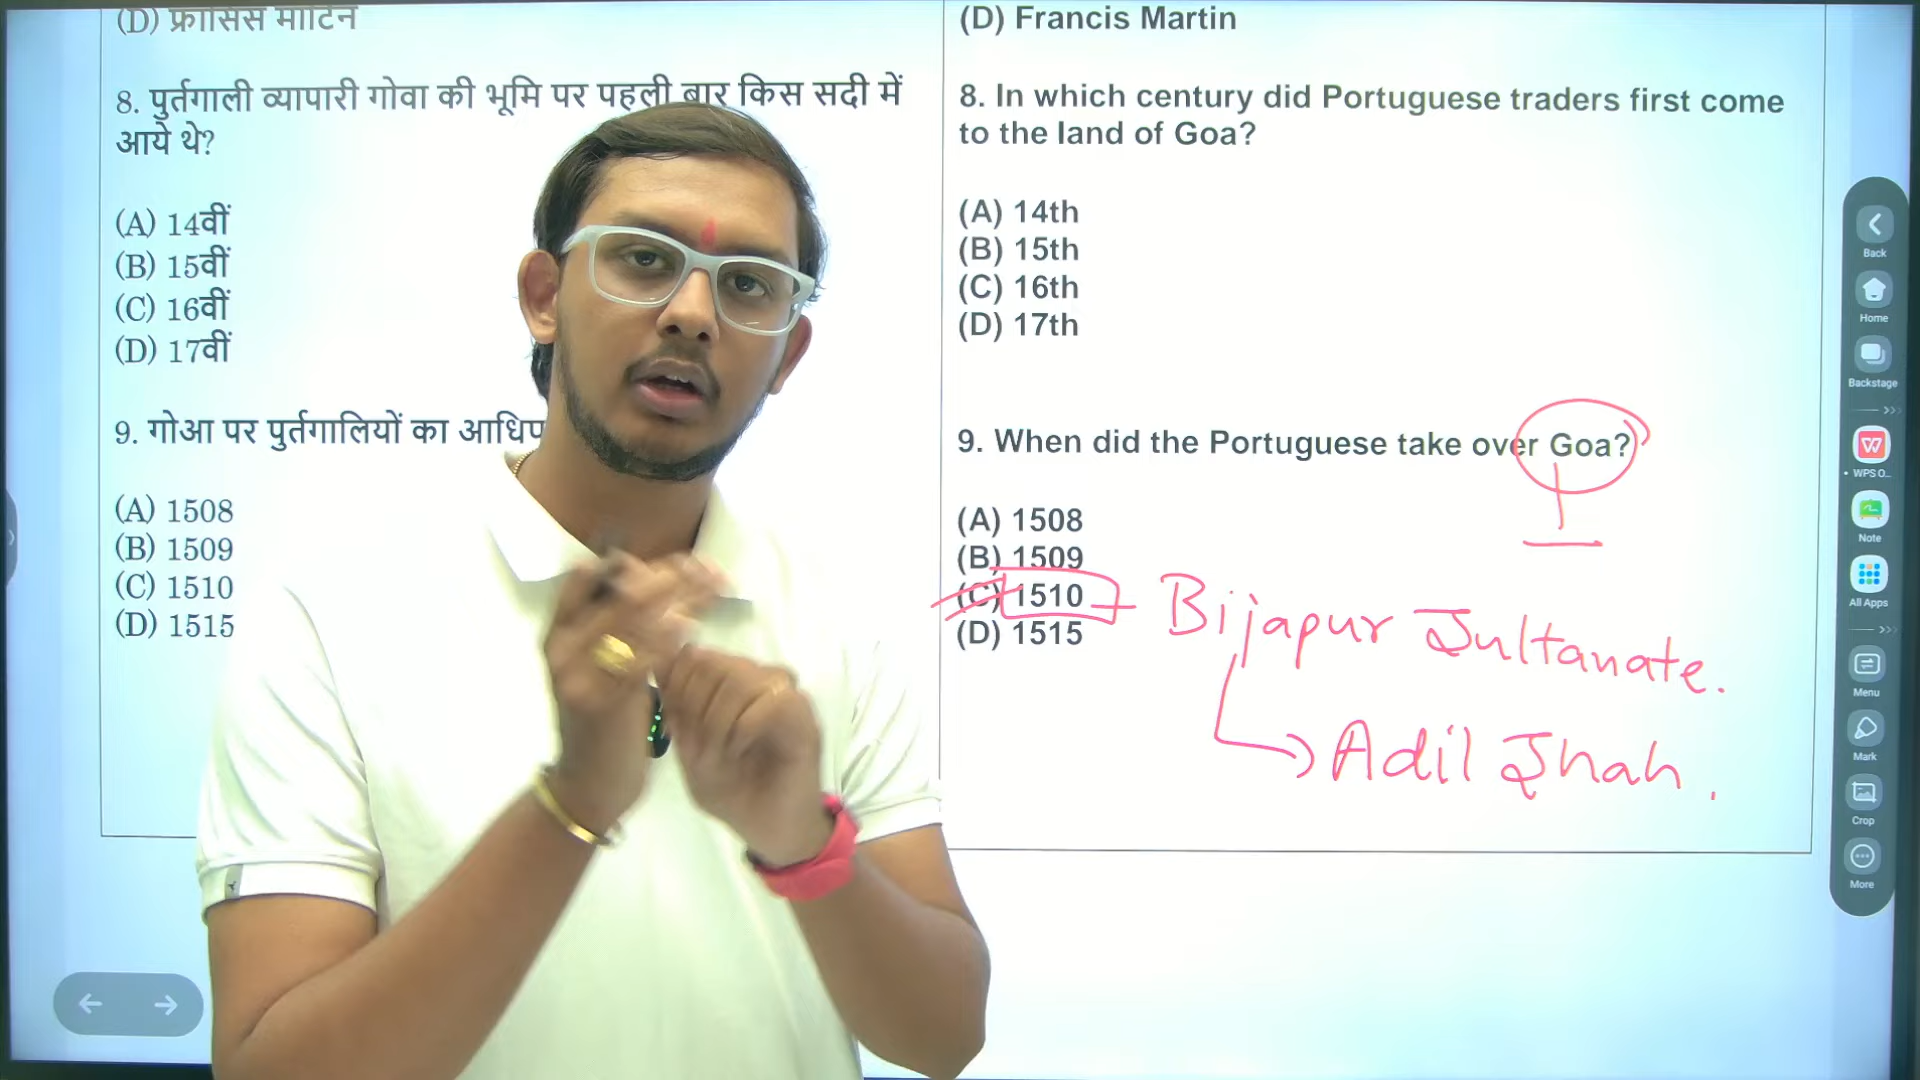 (D) फ्रांसिस मार्टिन
8. पुर्तगाली व्यापारी गोवा की भूमि पर पहली बार किस सदी में
आये थे?
(A) 14वीं
(B) 15वीं
(C) 16वीं
(D) 17वीं
9. गोआ पर पुर्तगालियों का
(A) 1508
(B) 1509
(C) 1510
(D) 1515
(D) Francis Martin
8. In which century did Portuguese traders first come
to the land of Goa?
(A) 14th
(B) 15th
(C) 16th
(D) 17th
9. When did the Portuguese take over Goa?
(A) 1508
(B) 1509
(C) 1510
(D) 1515
Bijapur Sultanate.
Adil Shah.
Back
Home
Backstage
WPS O...
Note
All Apps
Menu
Mark
Crop
More